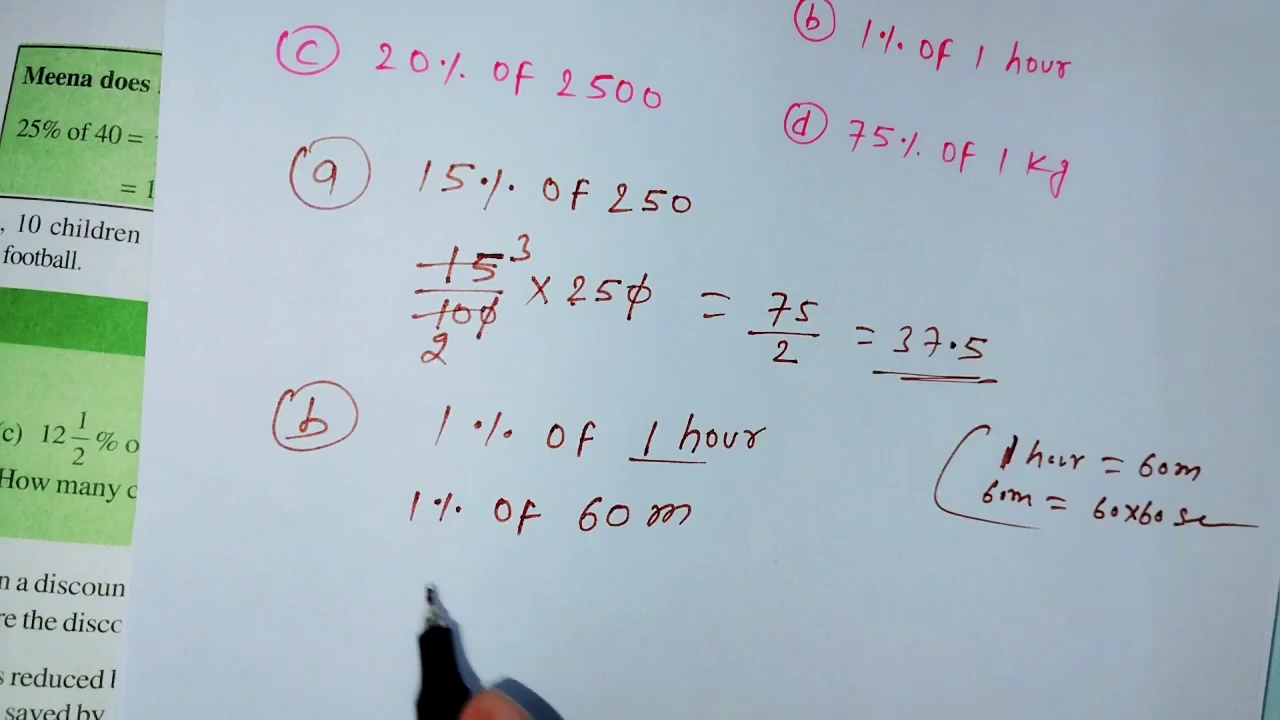 Meena does
25% of 40 =
= 1
, 10 children
football.
(c) 12 1/2 % o
How many c
n a discoun
re the disco
s reduced l
saved by
(b) 1% of 1 hour
(c) 20% of 2500
(d) 75% of 1 kg
(a) 15% of 250
15/100 3 2 × 250 = 75/2 = 37.5
(b) 1% of 1 hour
1% of 60 m
1 hour = 60m
60m = 60×60 se